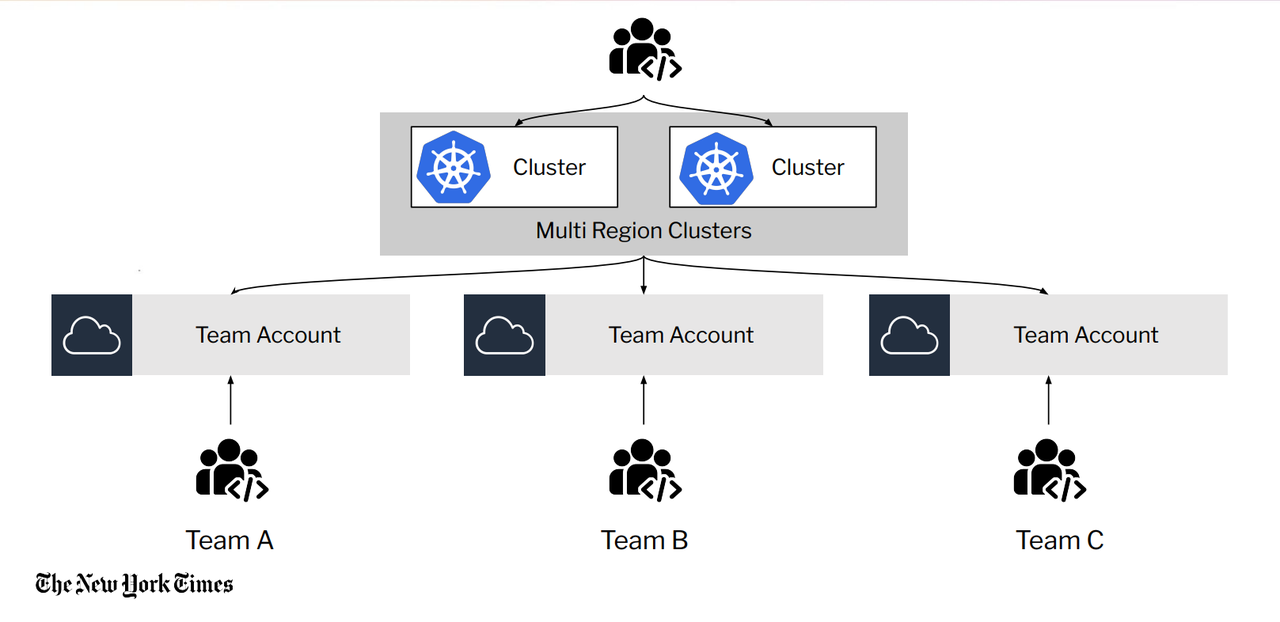 Cluster
Cluster
Multi Region Clusters
Team Account
Team Account
Team Account
Team A
Team B
Team C
The New York Times